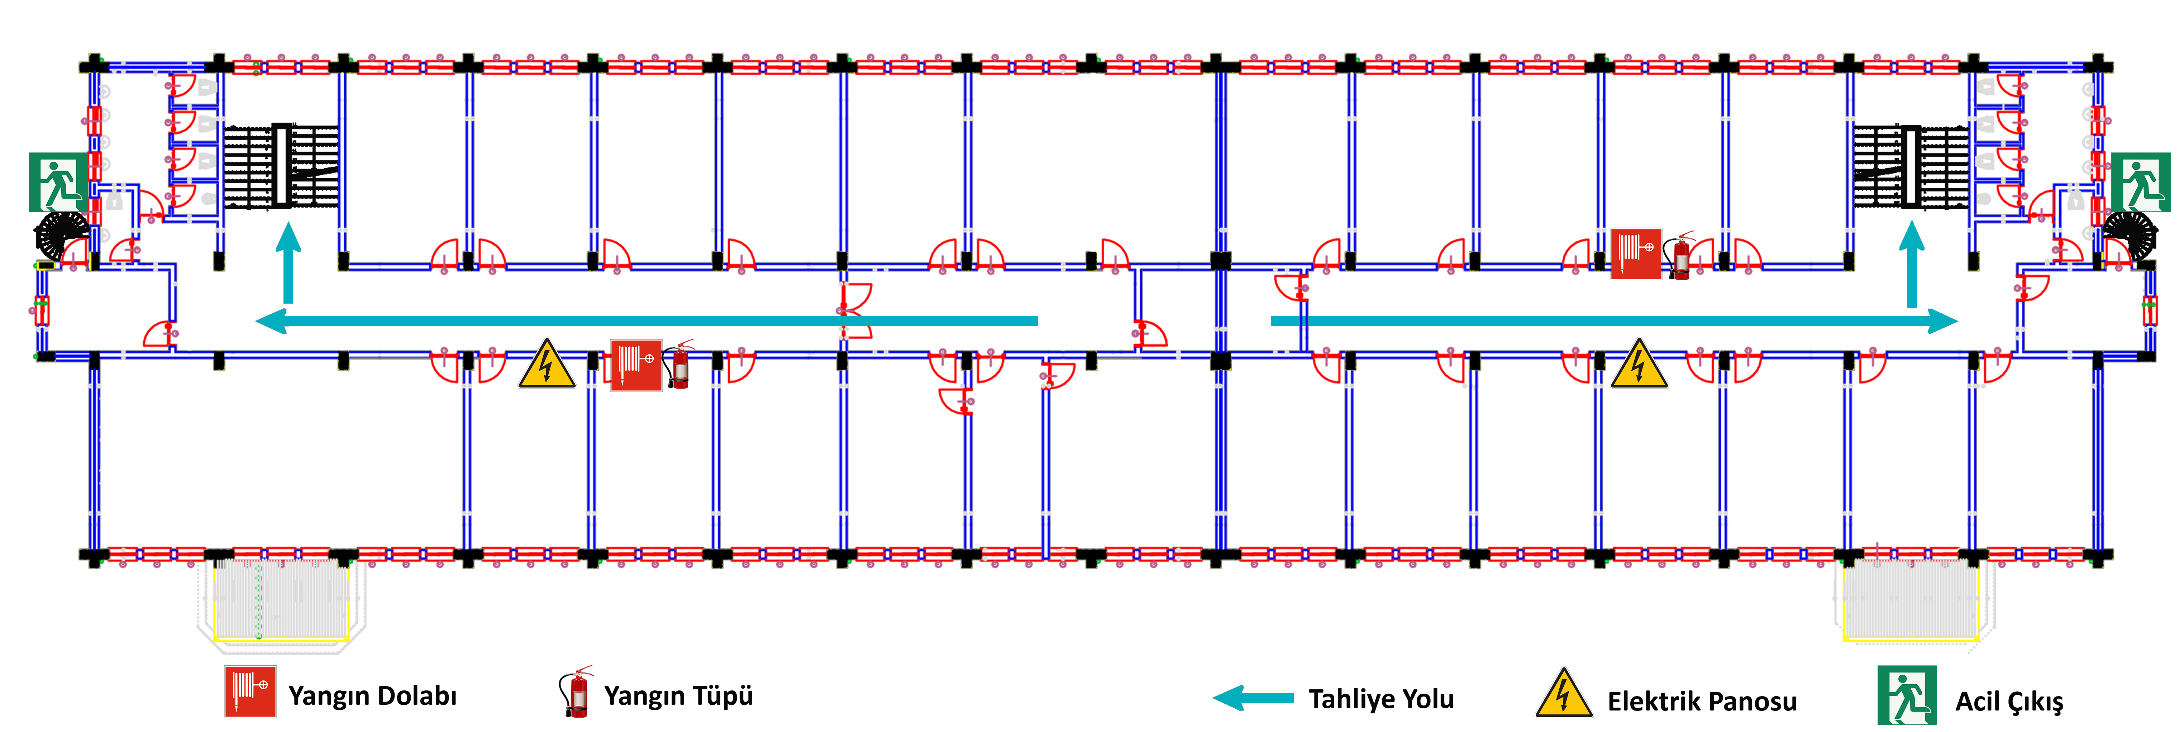 Yangın Dolabı
Yangın Tüpü
Tahliye Yolu
Elektrik Panosu
Acil Çıkış